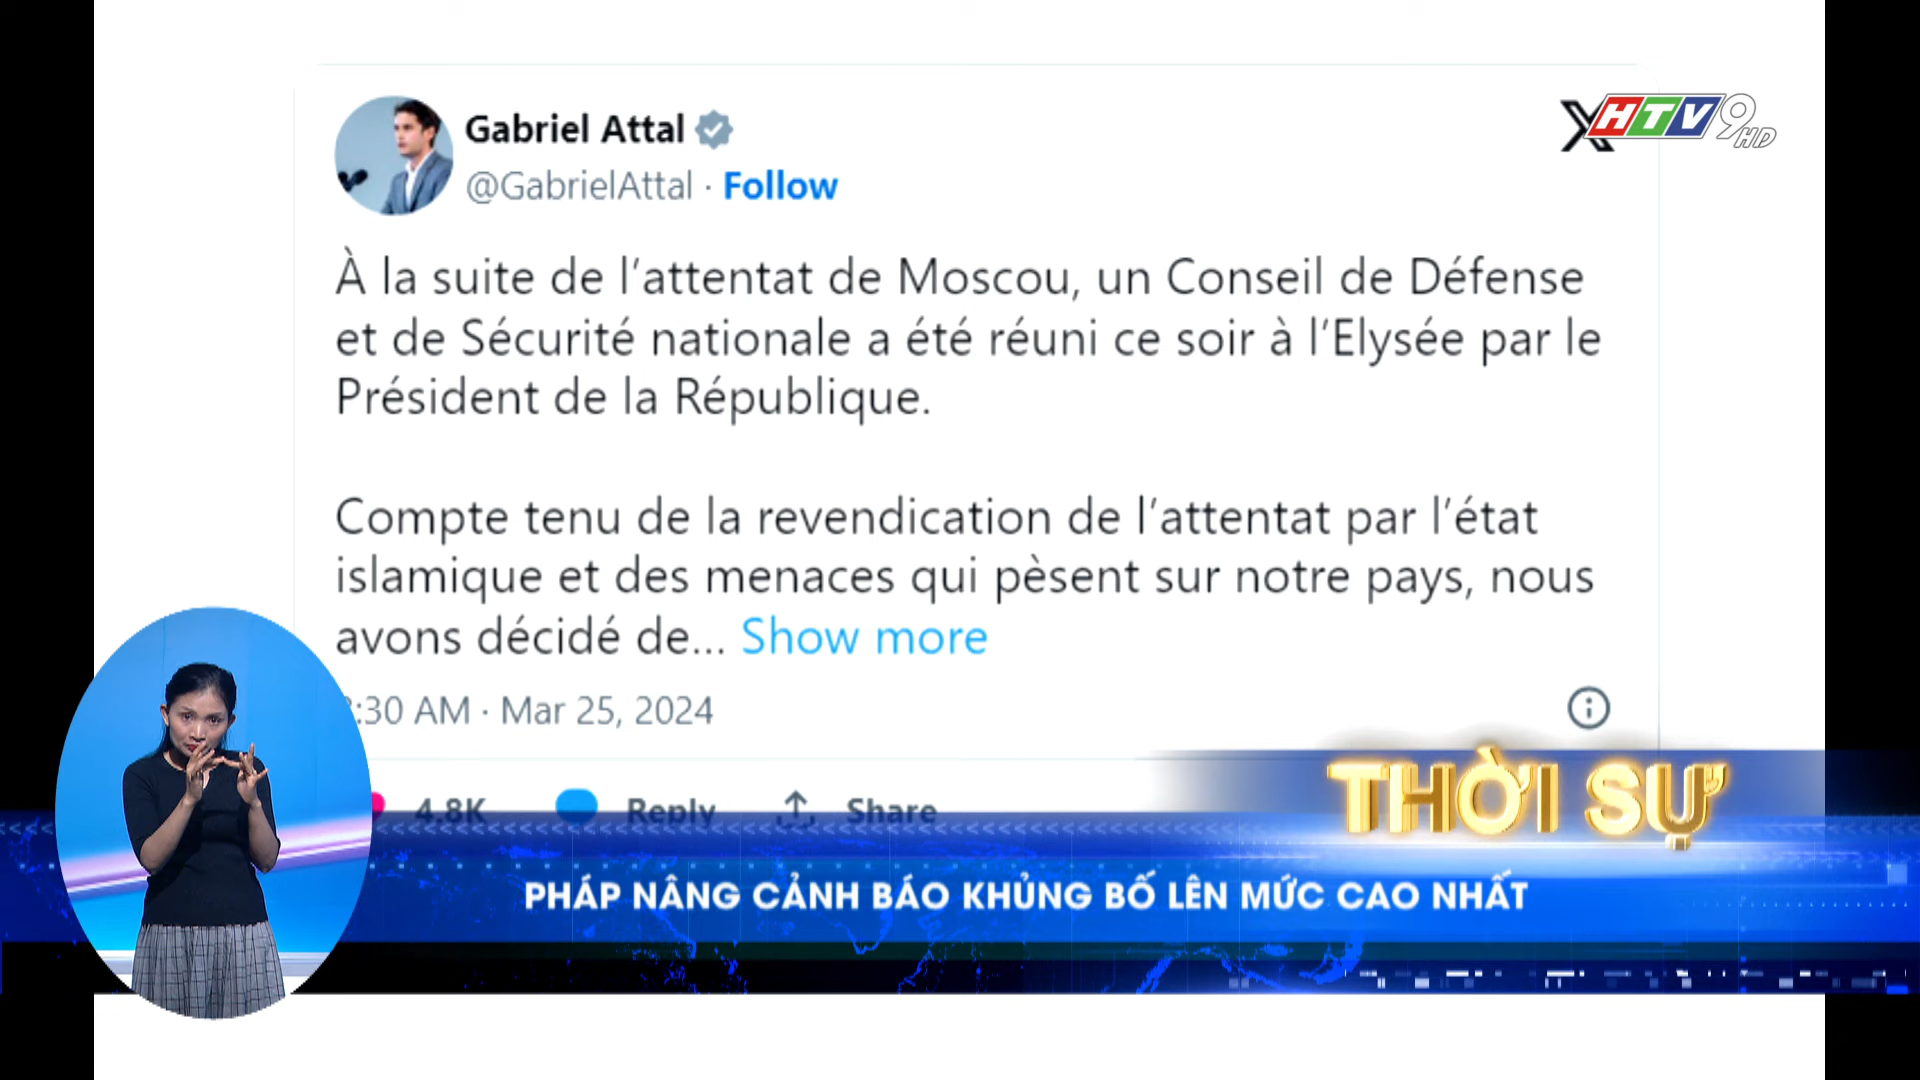 Gabriel Attal
@GabrielAttal · Follow
X
HTV9 HD
À la suite de l'attentat de Moscou, un Conseil de Défense
et de Sécurité nationale a été réuni ce soir à l'Elysée par le
Président de la République.
Compte tenu de la revendication de l'attentat par l'état
islamique et des menaces qui pèsent sur notre pays, nous
avons décidé de... Show more
:30 AM · Mar 25, 2024
4.8K Reply Share
THỜI SỰ
PHÁP NÂNG CẢNH BÁO KHỦNG BỐ LÊN MỨC CAO NHẤT